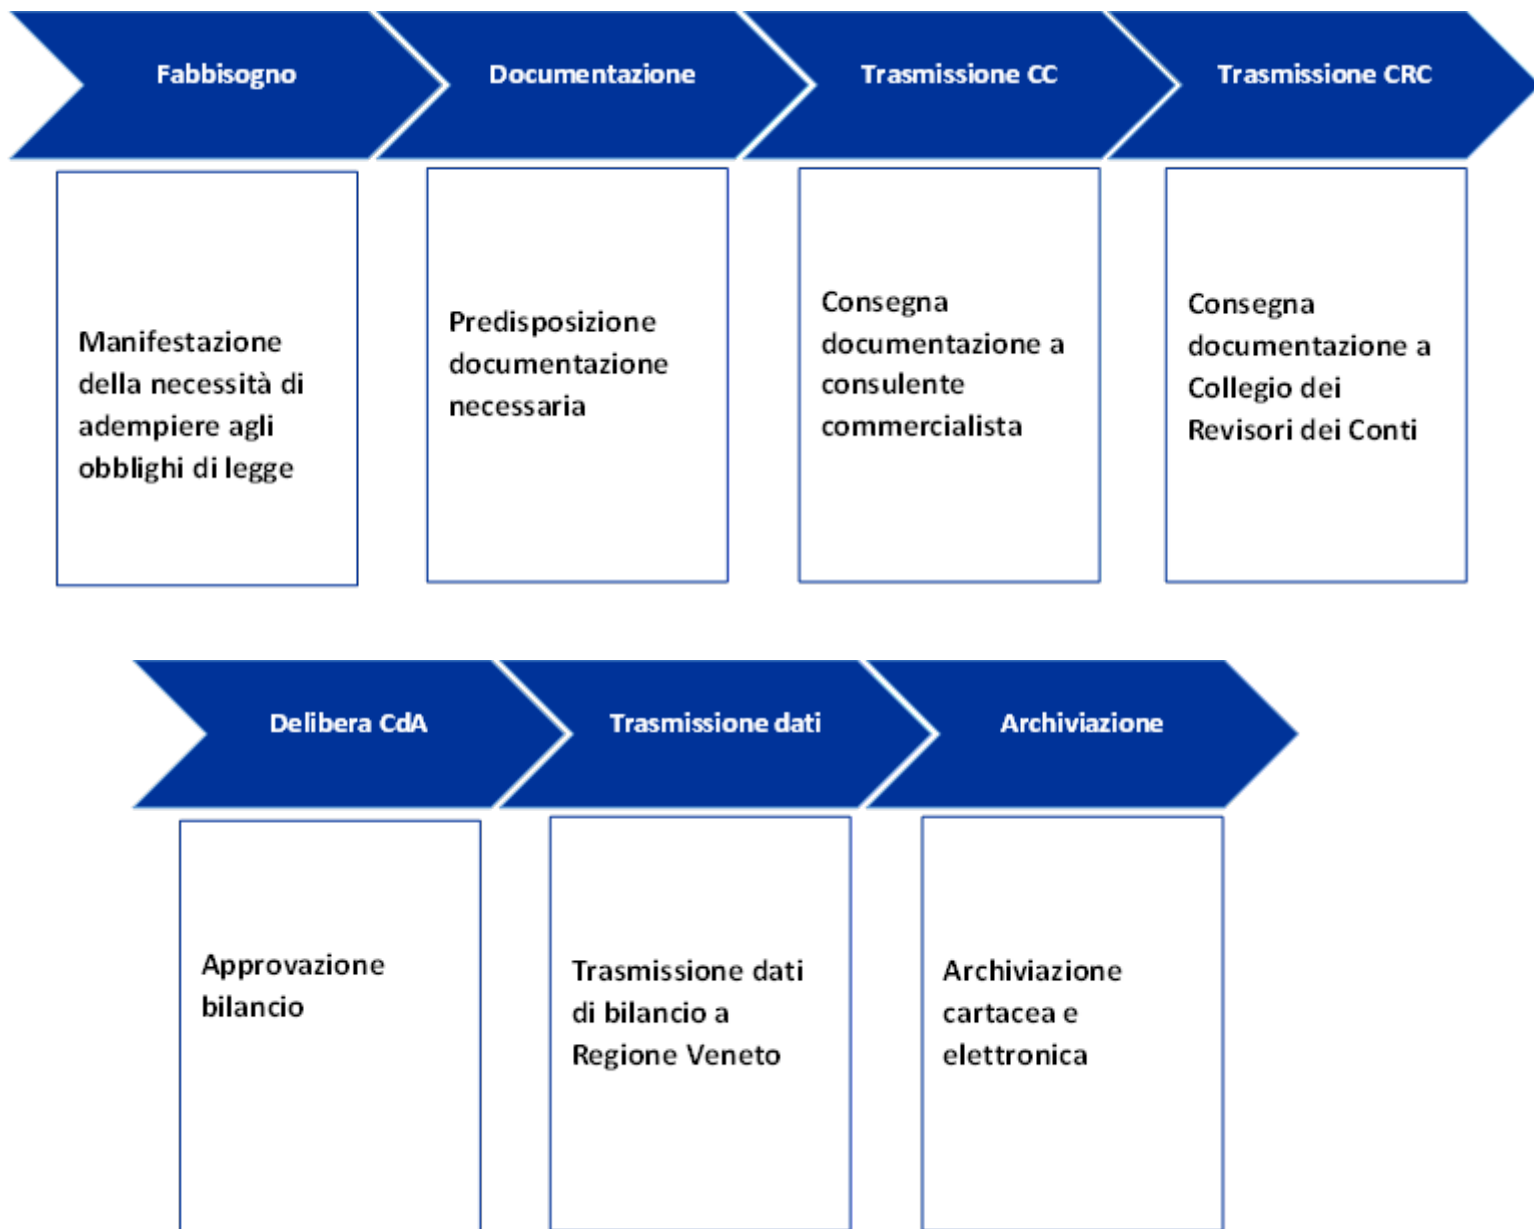 Fabbisogno
Documentazione
Trasmissione CC
Trasmissione CRC
Manifestazione
della necessità di
adempiere agli
obblighi di legge
Predisposizione
documentazione
necessaria
Consegna
documentazione a
consulente
commercialista
Consegna
documentazione a
Collegio dei
Revisori dei Conti
Delibera CdA
Trasmissione dati
Archiviazione
Approvazione
bilancio
Trasmissione dati
di bilancio a
Regione Veneto
Archiviazione
cartacea e
elettronica